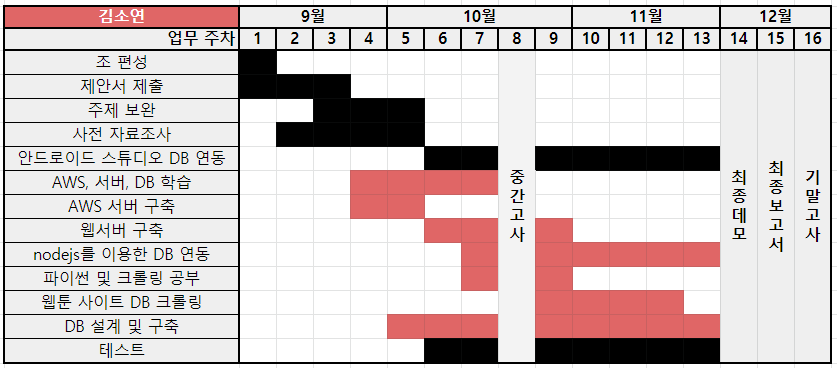 김소연 9월 10월 11월 12월
업무 주차 1 2 3 4 5 6 7 8 9 10 11 12 13 14 15 16
조 편성
제안서 제출
주제 보완
사전 자료조사
안드로이드 스튜디오 DB 연동
AWS, 서버, DB 학습
AWS 서버 구축
웹서버 구축
nodejs를 이용한 DB 연동
파이썬 및 크롤링 공부
웹툰 사이트 DB 크롤링
DB 설계 및 구축
테스트
중간고사
최종데모
최종보고서
기말고사